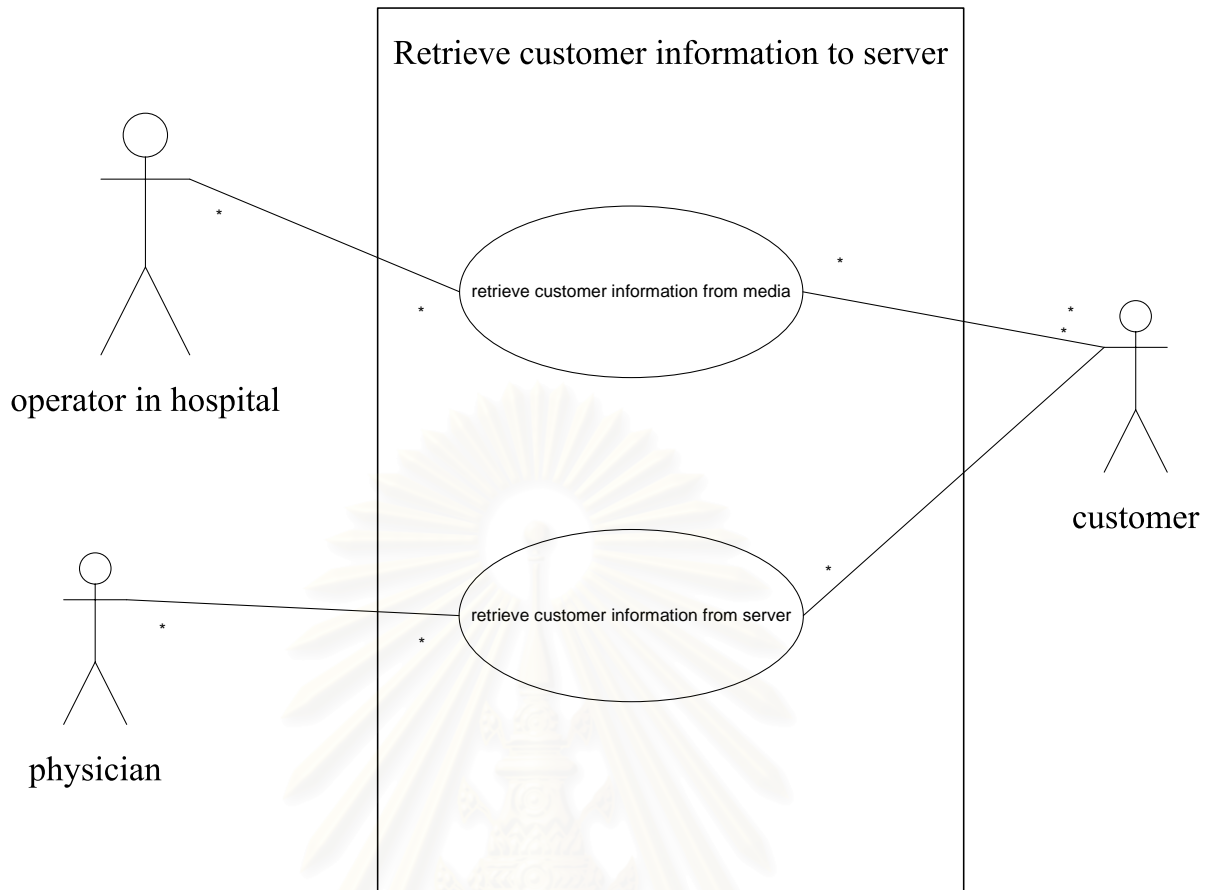 Retrieve customer information to server
*
*
retrieve customer information from media
*
*
*
operator in hospital
customer
*
*
retrieve customer information from server
*
physician